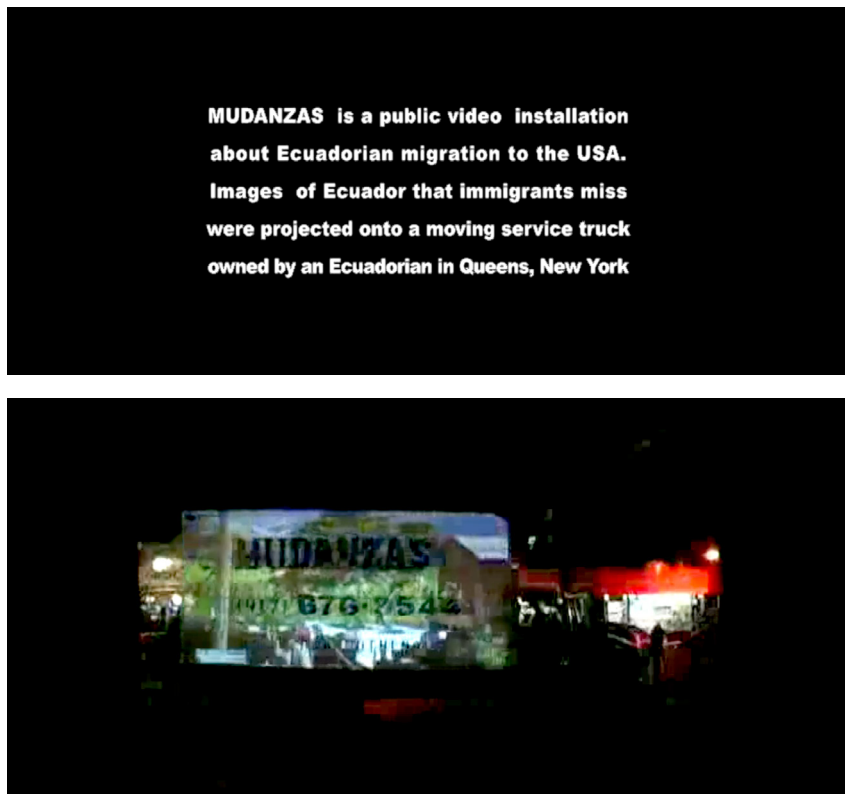 MUDANZAS is a public video installation
about Ecuadorian migration to the USA.
Images of Ecuador that immigrants miss
were projected onto a moving service truck
owned by an Ecuadorian in Queens, New York
MUDANZAS
(917)